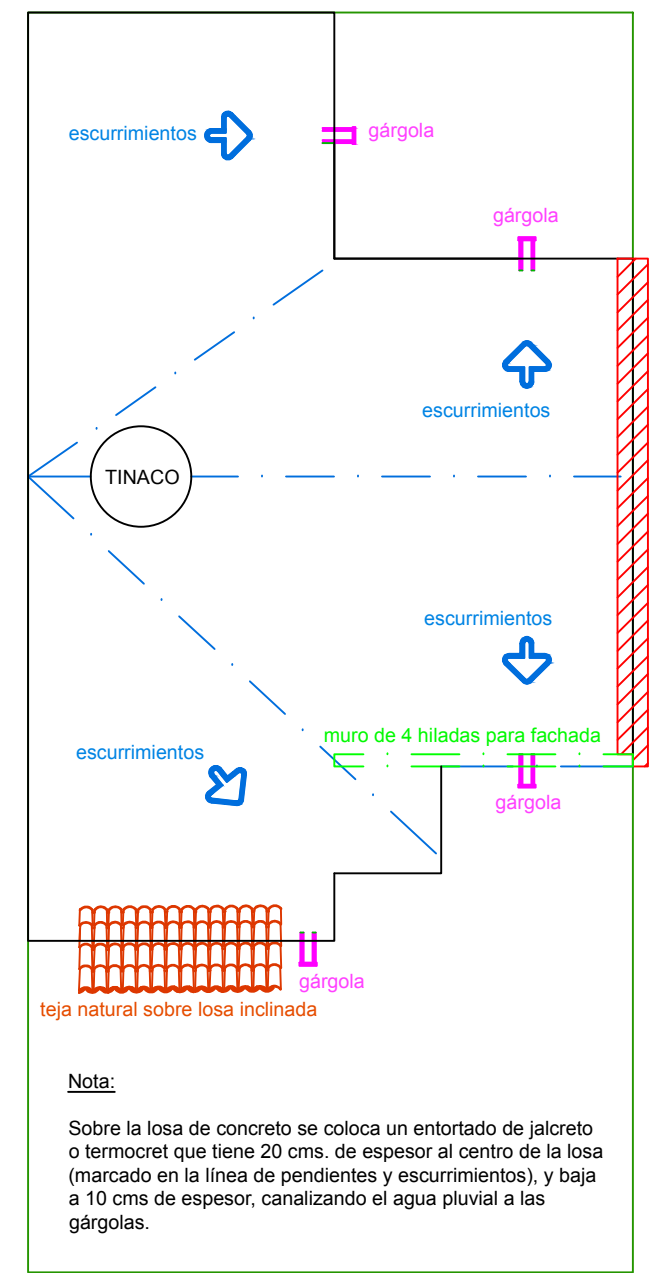 escurrimientos
gárgola
gárgola
escurrimientos
TINACO
escurrimientos
muro de 4 hiladas para fachada
escurrimientos
gárgola
gárgola
teja natural sobre losa inclinada
Nota:
Sobre la losa de concreto se coloca un entortado de jalcreto
o termocret que tiene 20 cms. de espesor al centro de la losa
(marcado en la línea de pendientes y escurrimientos), y baja
a 10 cms de espesor, canalizando el agua pluvial a las
gárgolas.